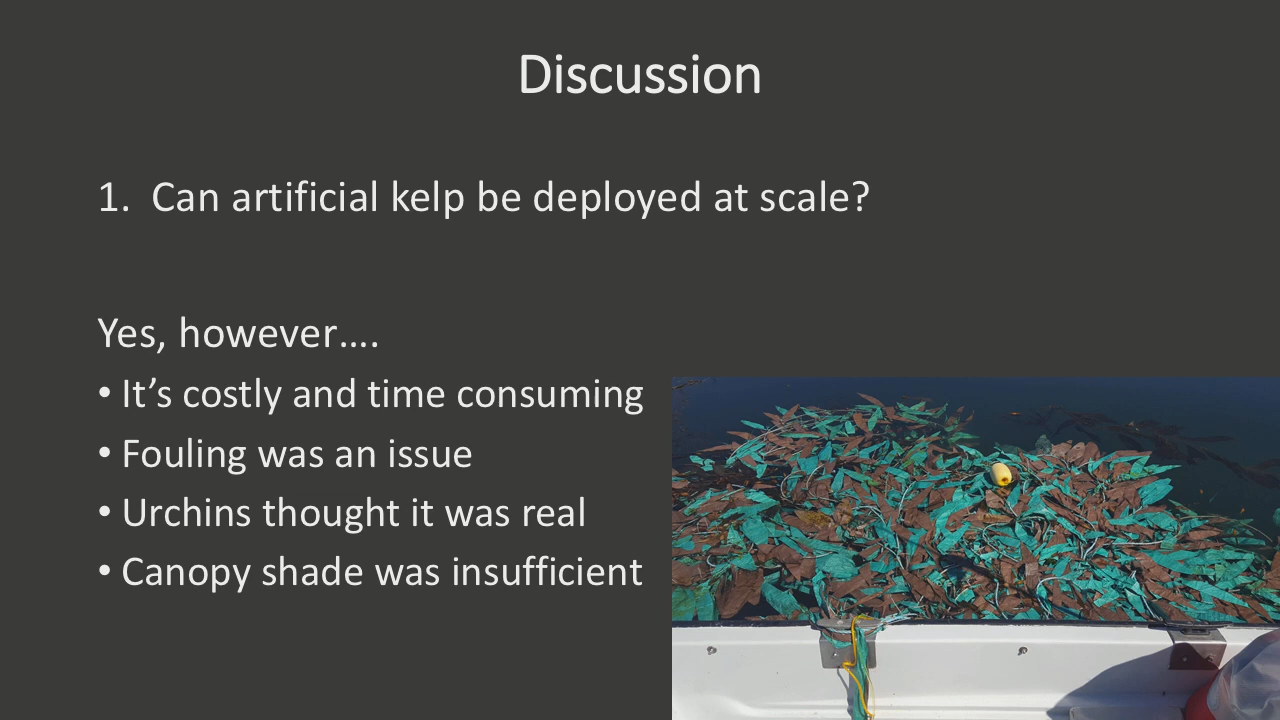 Discussion
1. Can artificial kelp be deployed at scale?
Yes, however....
• It’s costly and time consuming
• Fouling was an issue
• Urchins thought it was real
• Canopy shade was insufficient